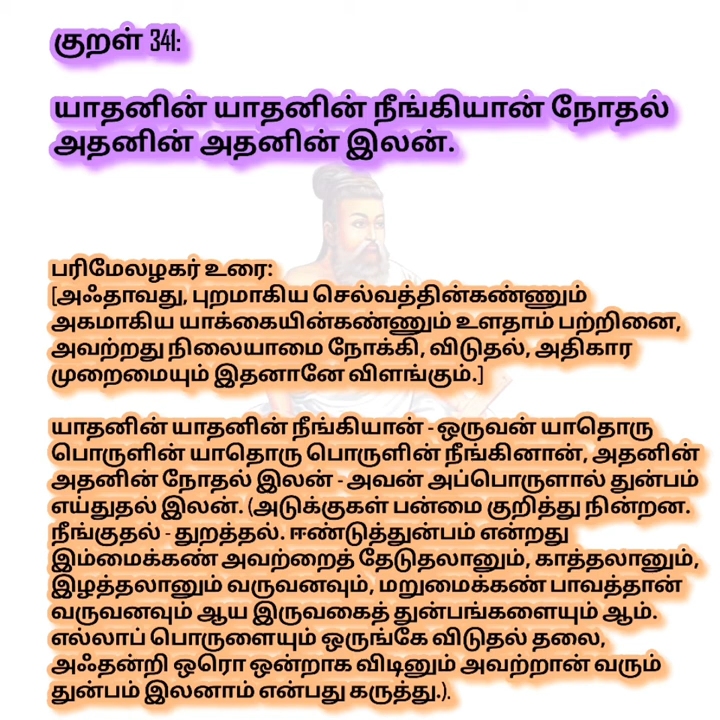 குறள் 341:
யாதனின் யாதனின் நீங்கியான் நோதல்
அதனின் அதனின் இலன்.
பரிமேலழகர் உரை:
[அஃதாவது, புறமாகிய செல்வத்தின்கண்ணும்
அகமாகிய யாக்கையின்கண்ணும் உளதாம் பற்றினை,
அவற்றது நிலையாமை நோக்கி, விடுதல், அதிகார
முறைமையும் இதனானே விளங்கும்.]
யாதனின் யாதனின் நீங்கியான் - ஒருவன் யாதொரு
பொருளின் யாதொரு பொருளின் நீங்கினான், அதனின்
அதனின் நோதல் இலன் - அவன் அப்பொருளால் துன்பம்
எய்துதல் இலன். (அடுக்குகள் பன்மை குறித்து நின்றன.
நீங்குதல் - துறத்தல். ஈண்டுத்துன்பம் என்றது
இம்மைக்கண் அவற்றைத் தேடுதலானும், காத்தலானும்,
இழத்தலானும் வருவனவும், மறுமைக்கண் பாவத்தான்
வருவனவும் ஆய இருவகைத் துன்பங்களையும் ஆம்.
எல்லாப் பொருளையும் ஒருங்கே விடுதல் தலை,
அஃதன்றி ஒரொ ஒன்றாக விடினும் அவற்றான் வரும்
துன்பம் இலனாம் என்பது கருத்து.).